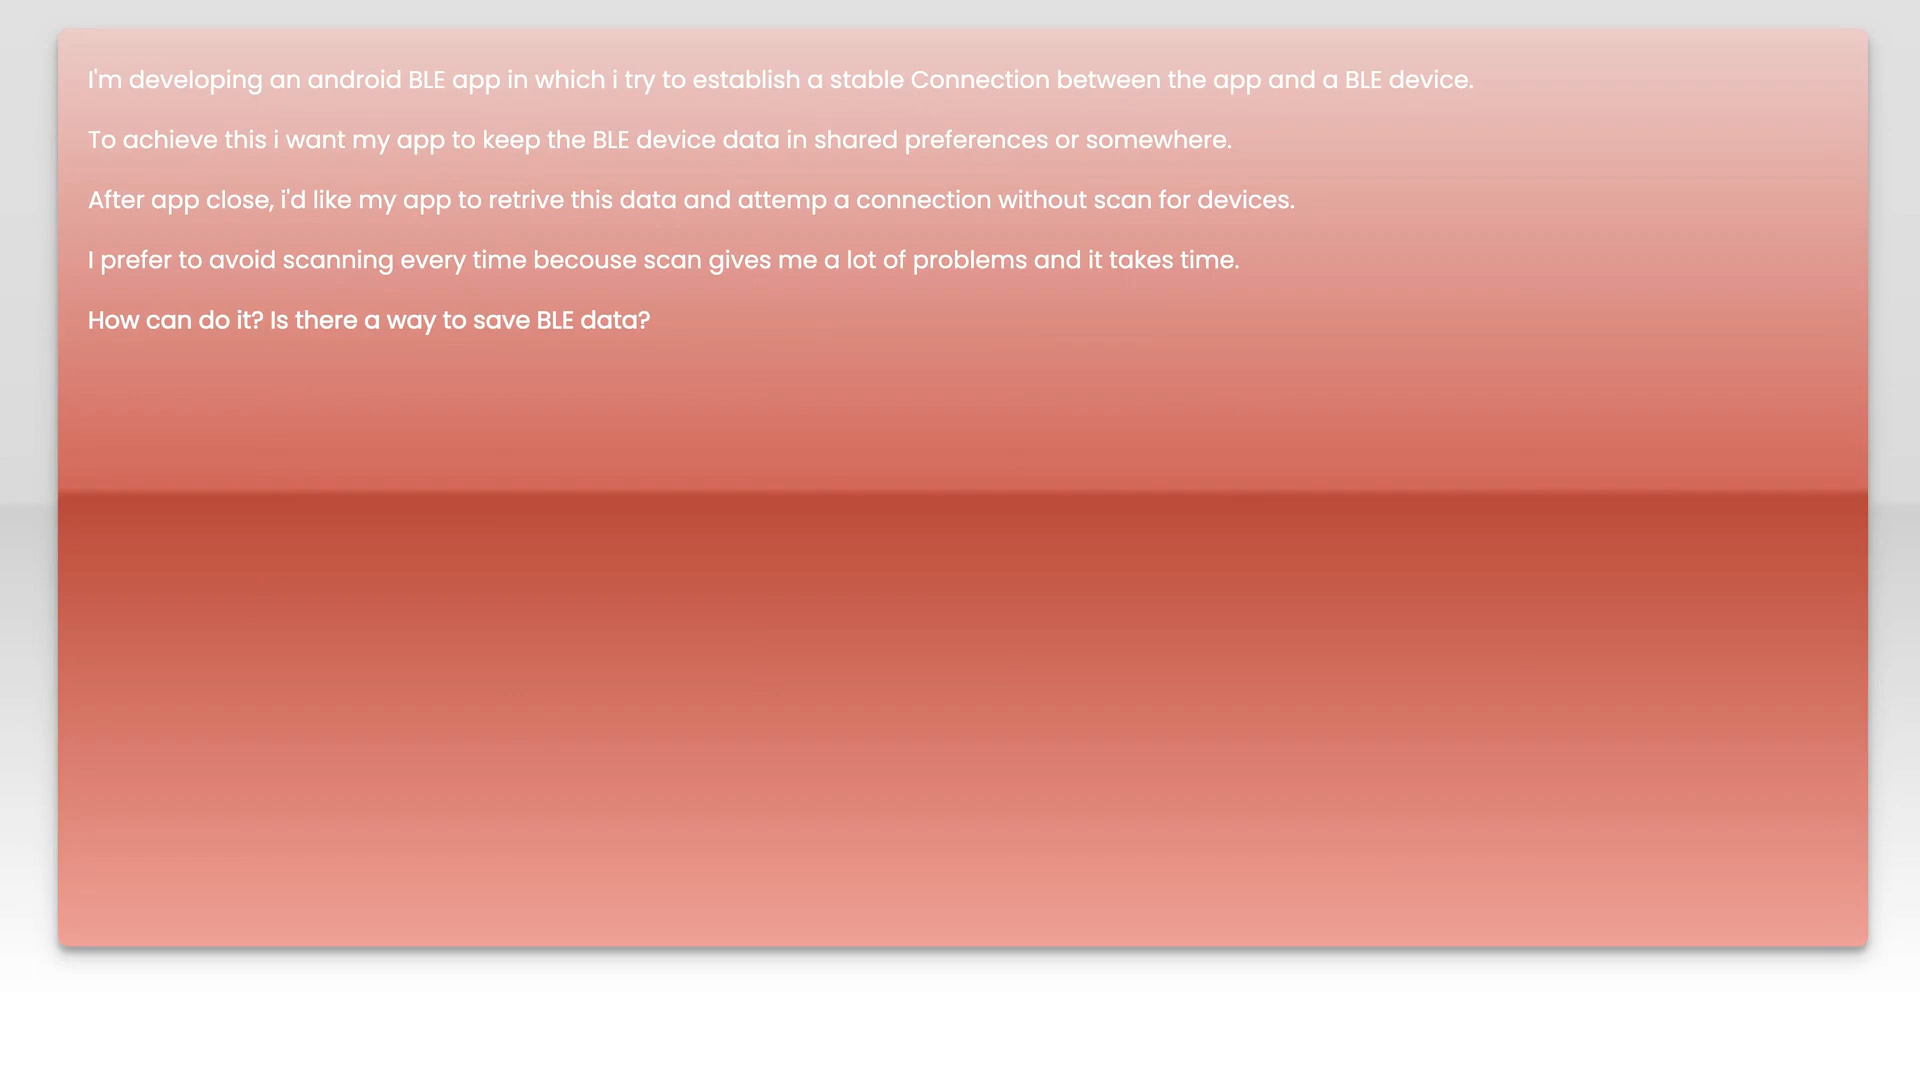 I'm developing an android BLE app in which i try to establish a stable Connection between the app and a BLE device.
To achieve this i want my app to keep the BLE device data in shared preferences or somewhere.
After app close, i'd like my app to retrive this data and attemp a connection without scan for devices.
I prefer to avoid scanning every time becouse scan gives me a lot of problems and it takes time.
How can do it? Is there a way to save BLE data?